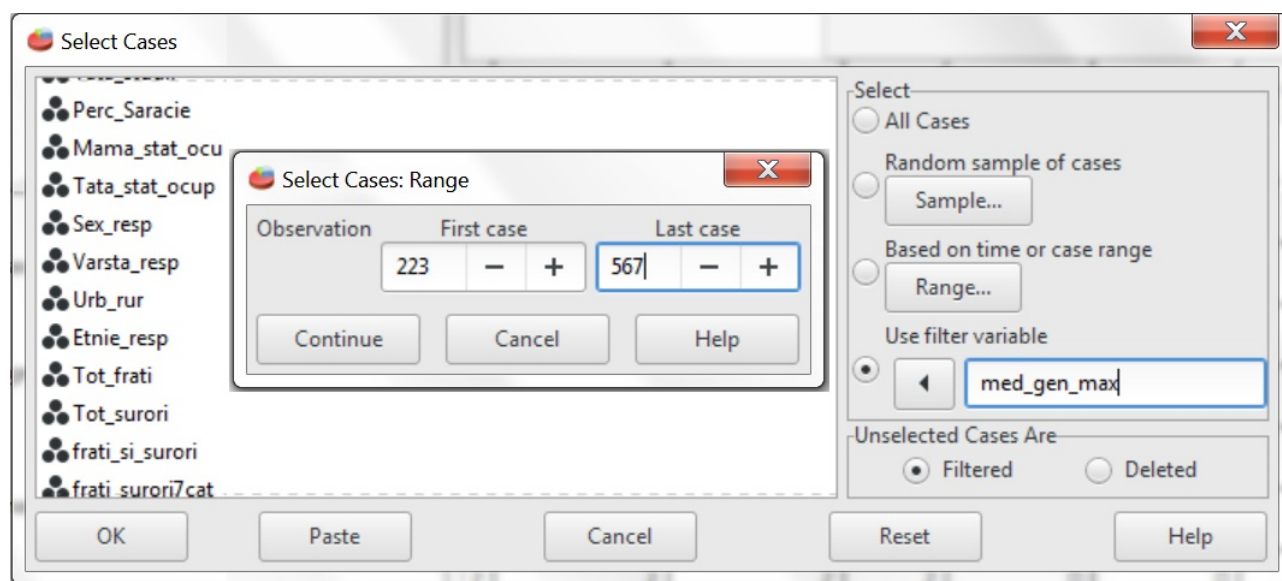 Select Cases
Perc_Saracie
Mama_stat_ocu
Tata_stat_ocup
Sex_resp
Varsta_resp
Urb_rur
Etnie_resp
Tot_frati
Tot_surori
frati_si_surori
frati_surori7cat
Select Cases: Range
Observation First case Last case
223 − + 567 − +
Continue Cancel Help
Select
All Cases
Random sample of cases
Sample...
Based on time or case range
Range...
Use filter variable
med_gen_max
Unselected Cases Are
Filtered Deleted
OK Paste Cancel Reset Help